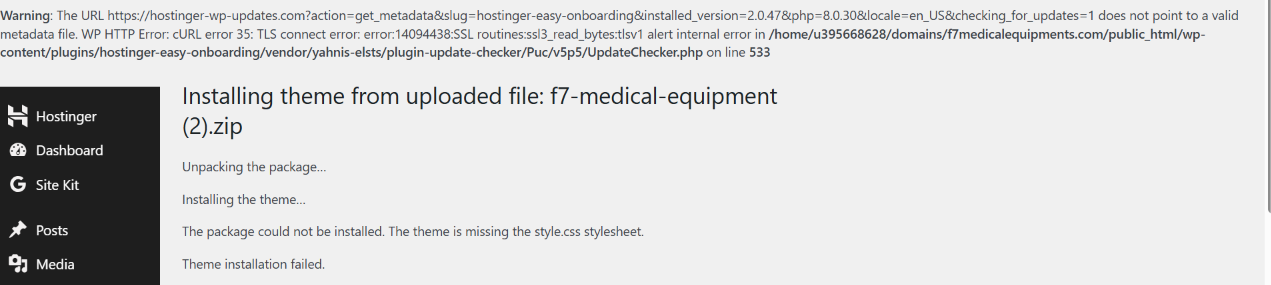 Warning: The URL https://hostinger-wp-updates.com?action=get_metadata&slug=hostinger-easy-onboarding&installed_version=2.0.47&php=8.0.30&locale=en_US&checking_for_updates=1 does not point to a valid
metadata file. WP HTTP Error: cURL error 35: TLS connect error: error:14094438:SSL routines:ssl3_read_bytes:tlsv1 alert internal error in /home/u395668628/domains/f7medicalequipments.com/public_html/wp-
content/plugins/hostinger-easy-onboarding/vendor/yahnis-elsts/plugin-update-checker/Puc/v5p5/UpdateChecker.php on line 533
Hostinger
Dashboard
Site Kit
Posts
Media
Installing theme from uploaded file: f7-medical-equipment
(2).zip
Unpacking the package…
Installing the theme…
The package could not be installed. The theme is missing the style.css stylesheet.
Theme installation failed.